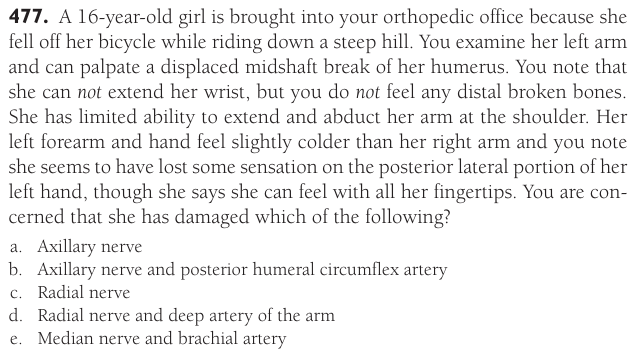 477. A 16-year-old girl is brought into your orthopedic office because she
fell off her bicycle while riding down a steep hill. You examine her left arm
and can palpate a displaced midshaft break of her humerus. You note that
she can not extend her wrist, but you do not feel any distal broken bones.
She has limited ability to extend and abduct her arm at the shoulder. Her
left forearm and hand feel slightly colder than her right arm and you note
she seems to have lost some sensation on the posterior lateral portion of her
left hand, though she says she can feel with all her fingertips. You are con-
cerned that she has damaged which of the following?
a. Axillary nerve
b. Axillary nerve and posterior humeral circumflex artery
c. Radial nerve
d. Radial nerve and deep artery of the arm
e. Median nerve and brachial artery